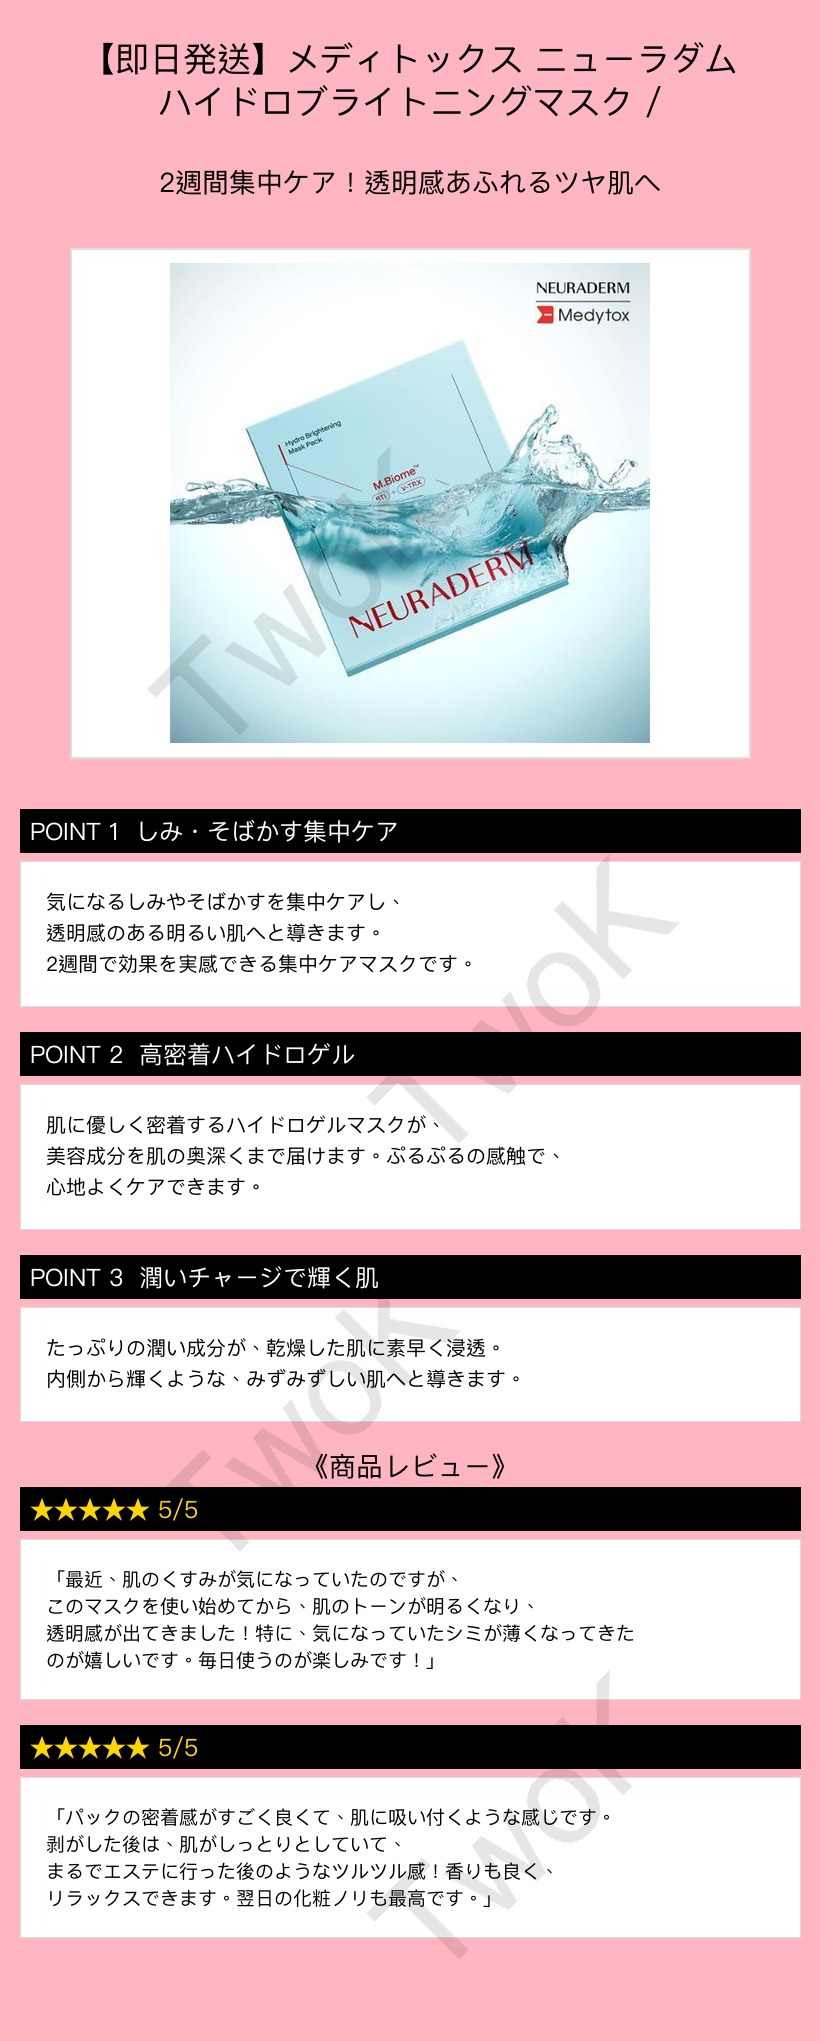 【即日発送】メディトックス ニューラダム
ハイドロブライトニングマスク /
2週間集中ケア！透明感あふれるツヤ肌へ
NEURADERM
Medytox
Hydro Brightening
Mask Pack
M.Biome™
RTI + V-TRX
NEURADERM
TwoK
POINT 1 しみ・そばかす集中ケア
気になるしみやそばかすを集中ケアし、
透明感のある明るい肌へと導きます。
2週間で効果を実感できる集中ケアマスクです。
TwoK
POINT 2 高密着ハイドロゲル
肌に優しく密着するハイドロゲルマスクが、
美容成分を肌の奥深くまで届けます。ぷるぷるの感触で、
心地よくケアできます。
POINT 3 潤いチャージで輝く肌
たっぷりの潤い成分が、乾燥した肌に素早く浸透。
内側から輝くような、みずみずしい肌へと導きます。
TwoK
《商品レビュー》
★★★★★ 5/5
「最近、肌のくすみが気になっていたのですが、
このマスクを使い始めてから、肌のトーンが明るくなり、
透明感が出てきました！特に、気になっていたシミが薄くなってきた
のが嬉しいです。毎日使うのが楽しみです！」
★★★★★ 5/5
「パックの密着感がすごく良くて、肌に吸い付くような感じです。
剥がした後は、肌がしっとりとしていて、
まるでエステに行った後のようなツルツル感！香りも良く、
リラックスできます。翌日の化粧ノリも最高です。」
TwoK